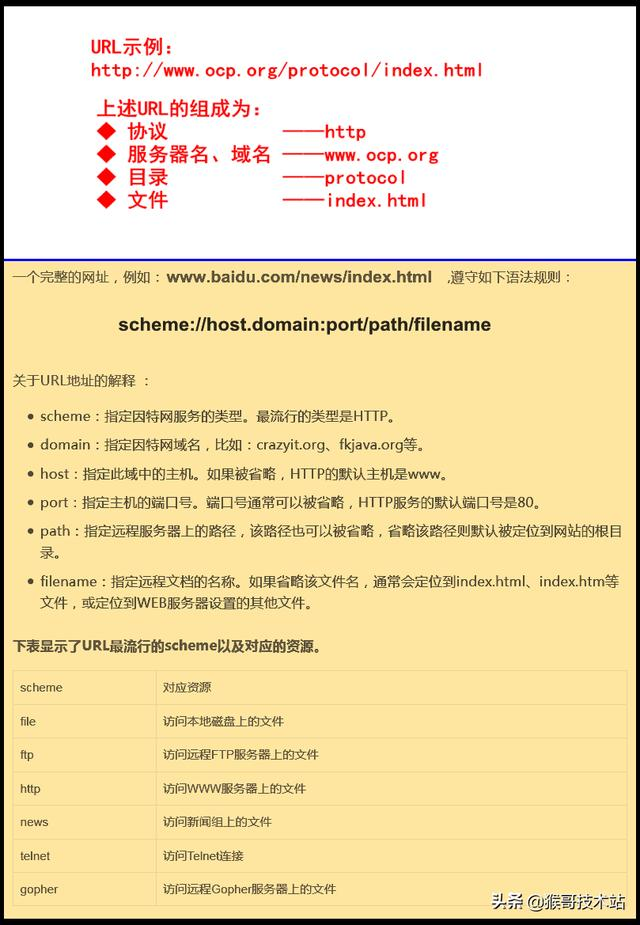 URL示例：
http://www.ocp.org/protocol/index.html
上述URL的组成为：
◆ 协议 ——http
◆ 服务器名、域名 ——www.ocp.org
◆ 目录 ——protocol
◆ 文件 ——index.html
一个完整的网址，例如：www.baidu.com/news/index.html ,遵守如下语法规则：
scheme://host.domain:port/path/filename
关于URL地址的解释 ：
● scheme：指定因特网服务的类型。最流行的类型是HTTP。
● domain：指定因特网域名，比如：crazyit.org、fkjava.org等。
● host：指定此域中的主机。如果被省略，HTTP的默认主机是www。
● port：指定主机的端口号。端口号通常可以被省略，HTTP服务的默认端口号是80。
● path：指定远程服务器上的路径，该路径也可以被省略，省略该路径则默认被定位到网站的根目
录。
● filename：指定远程文档的名称。如果省略该文件名，通常会定位到index.html、index.htm等
文件，或定位到WEB服务器设置的其他文件。
下表显示了URL最流行的scheme以及对应的资源。
scheme 对应资源
file 访问本地磁盘上的文件
ftp 访问远程FTP服务器上的文件
http 访问WWW服务器上的文件
news 访问新闻组上的文件
telnet 访问Telnet连接
gopher 访问远程Gopher服务器上的文件
头条 @猴哥技术站